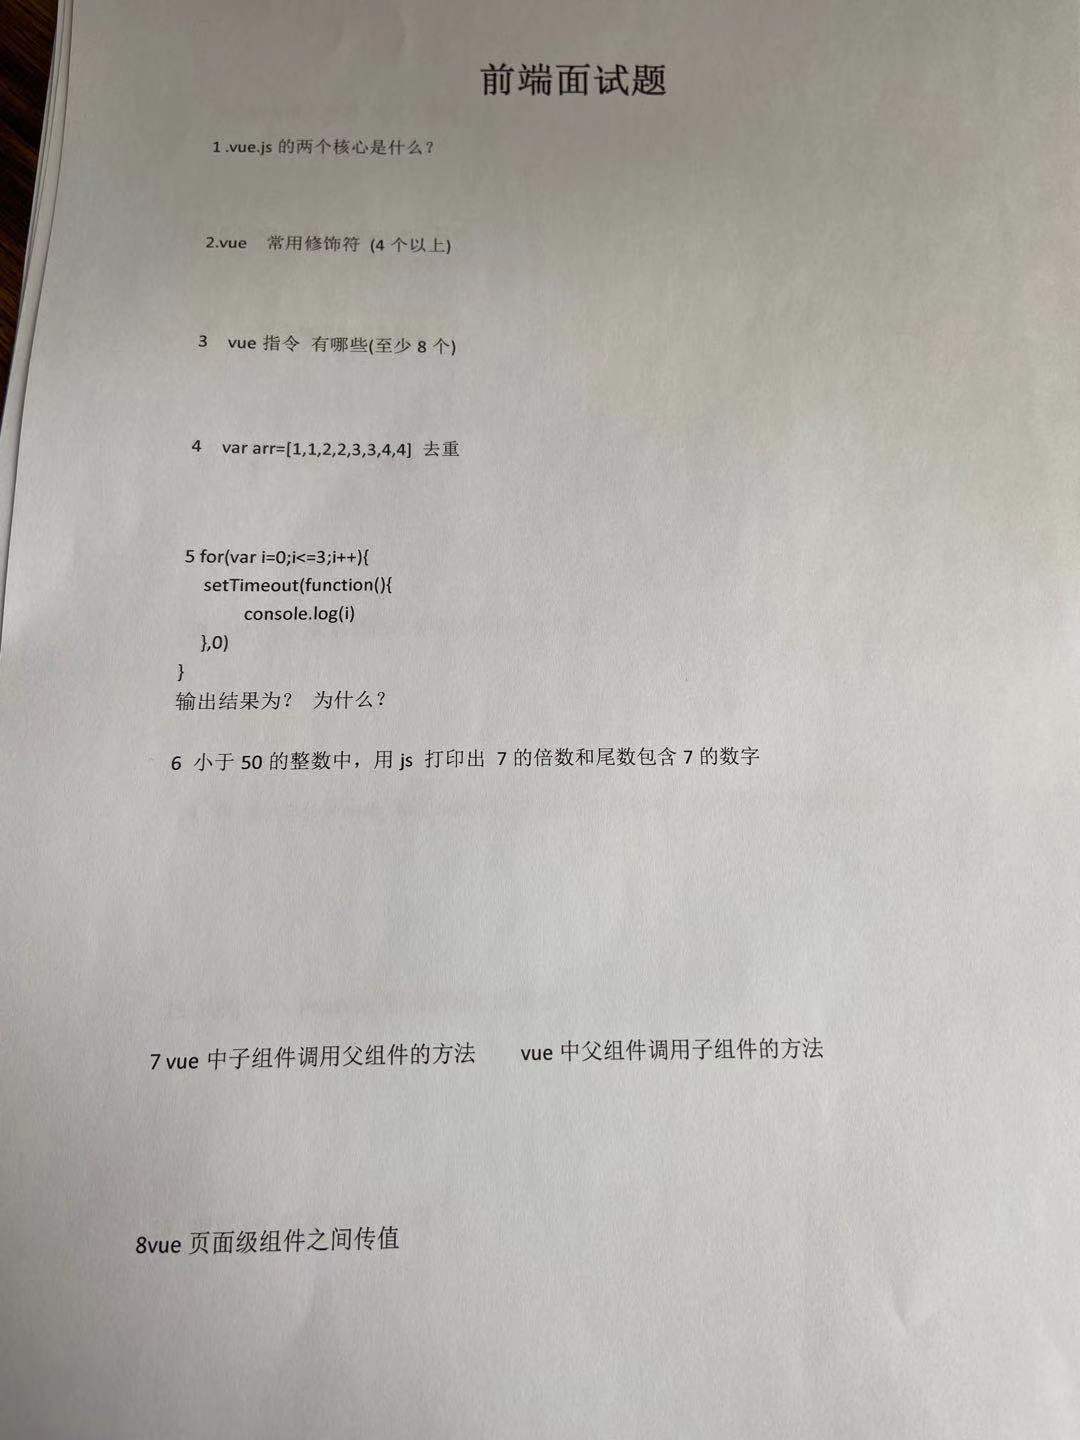 前端面试题
1 .vue.js 的两个核心是什么?
2.vue 常用修饰符 (4 个以上)
3 vue 指令 有哪些(至少 8 个)
4 var arr=[1,1,2,2,3,3,4,4] 去重
5 for(var i=0;i<=3;i++){
setTimeout(function(){
console.log(i)
},0)
}
输出结果为? 为什么?
6 小于 50 的整数中，用 js 打印出 7 的倍数和尾数包含 7 的数字
7 vue 中子组件调用父组件的方法 vue 中父组件调用子组件的方法
8vue 页面级组件之间传值